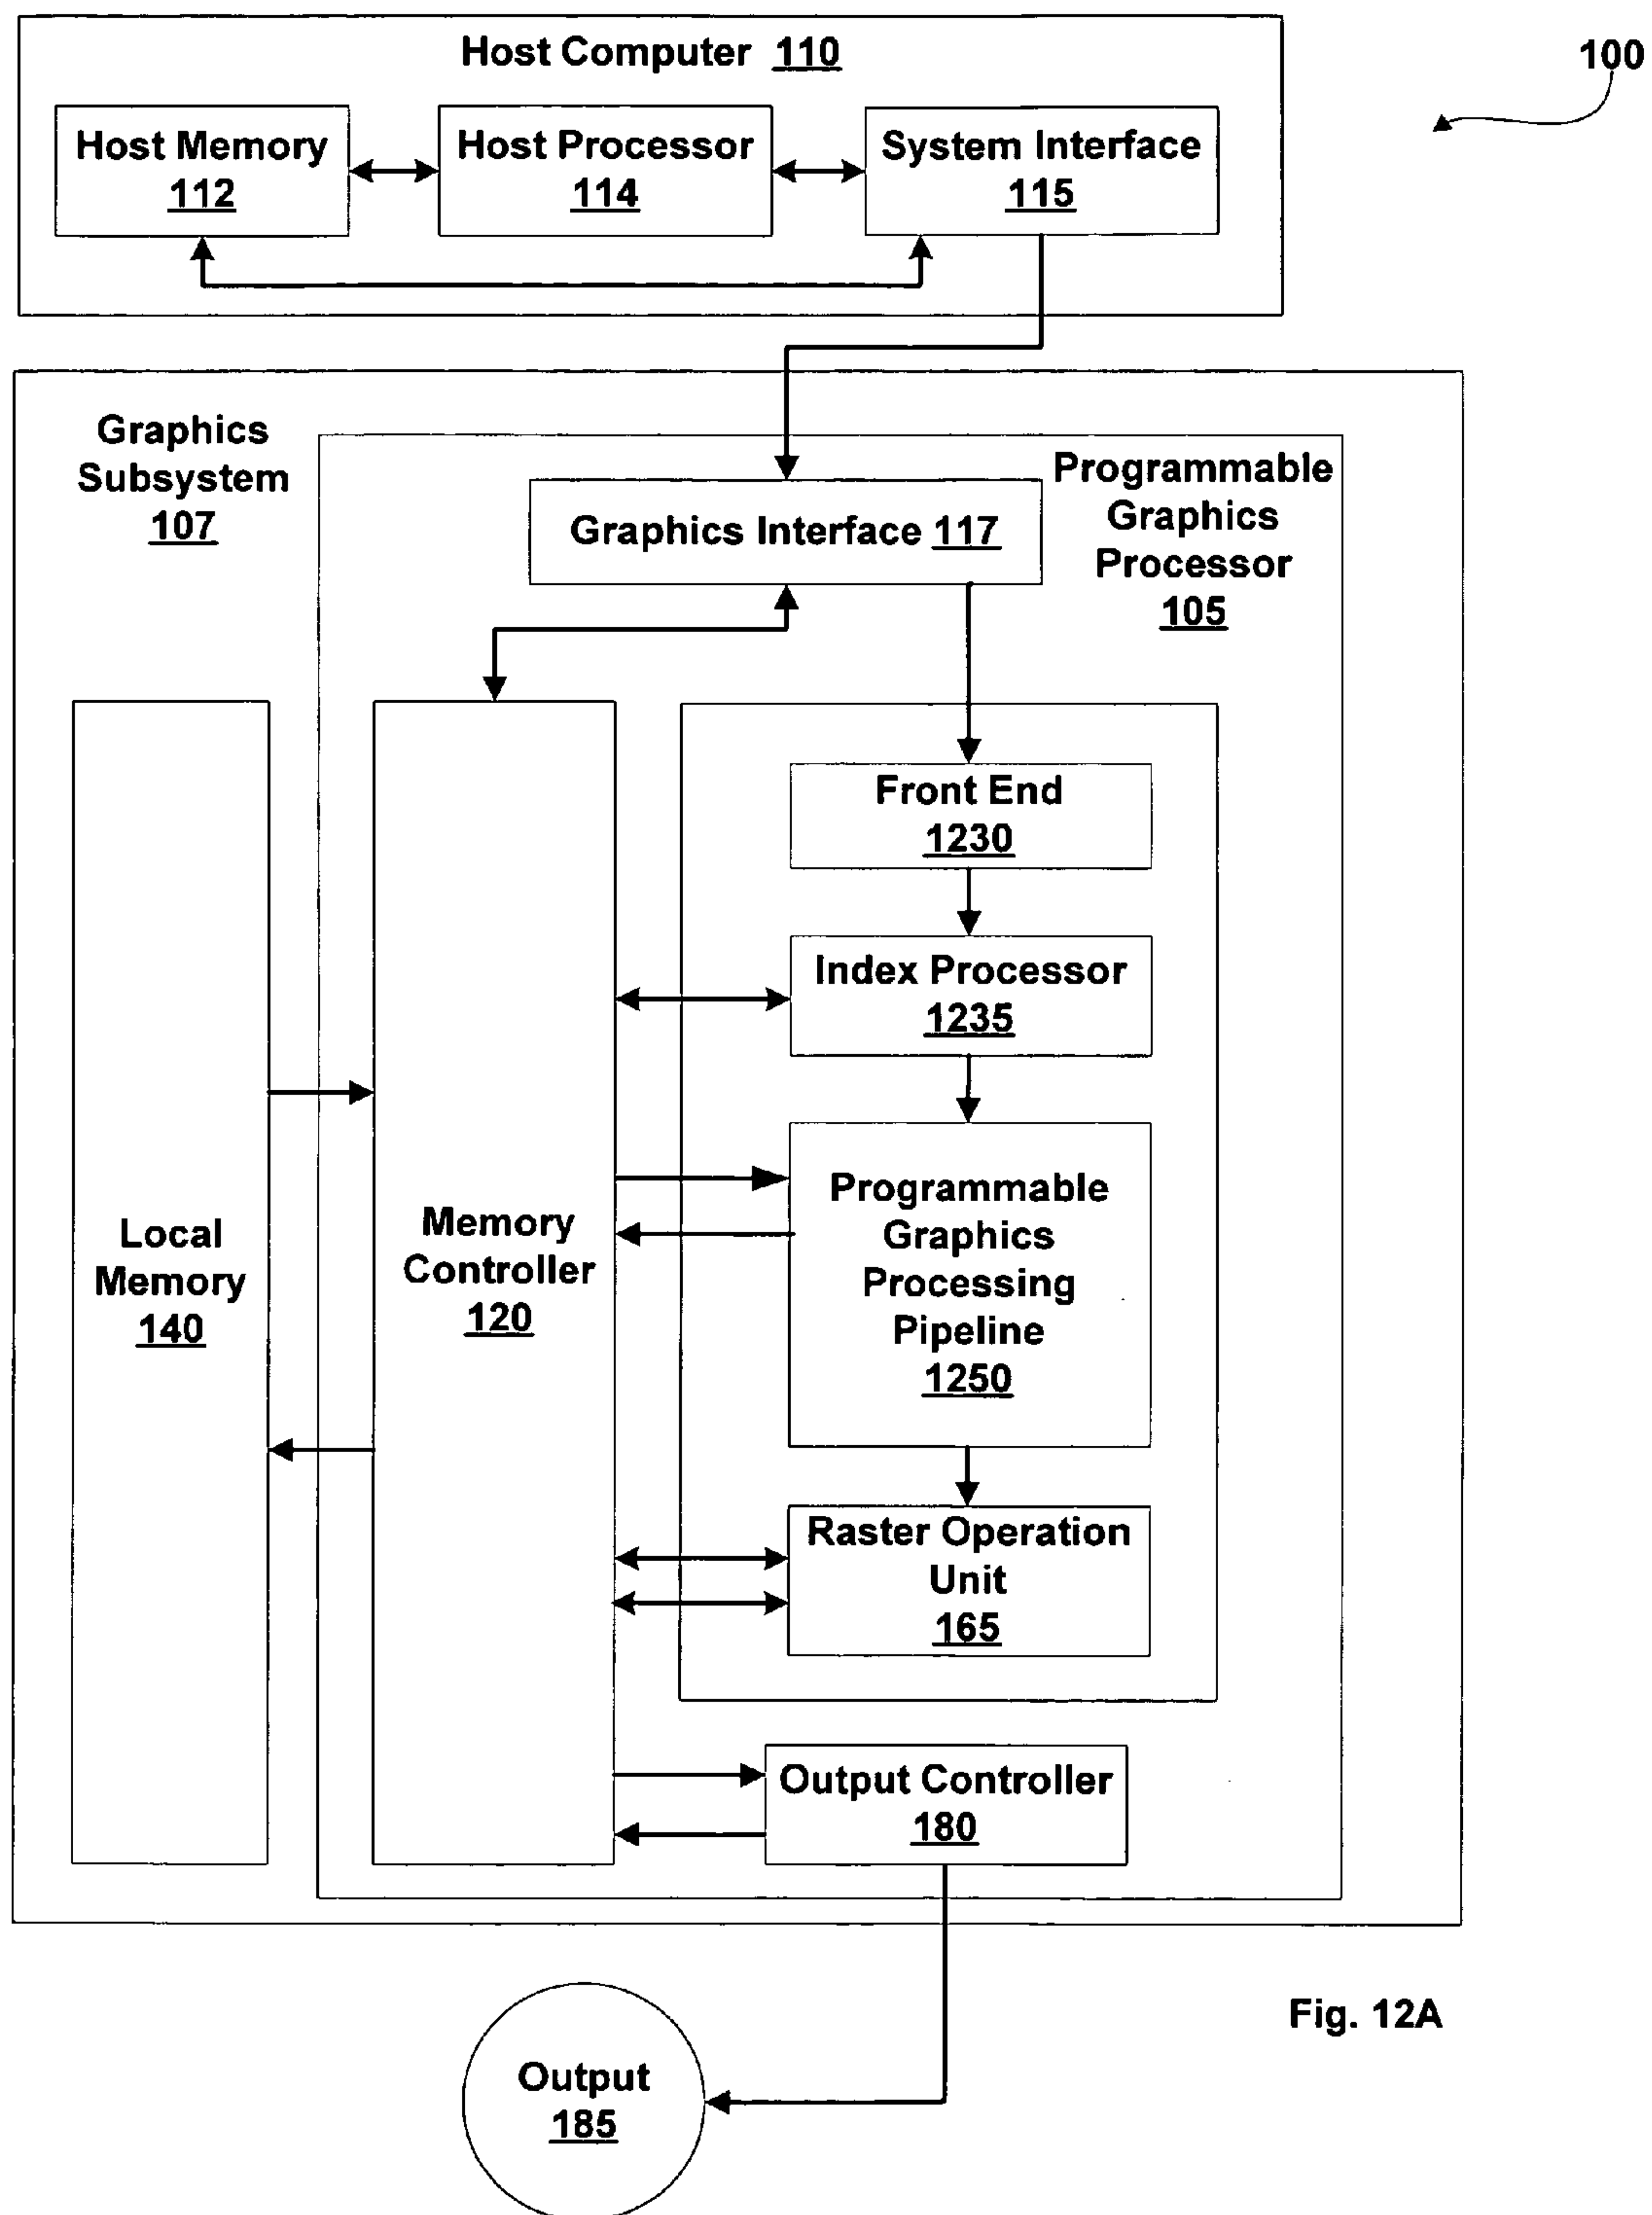 Host Computer 110
100
Host Memory
112
Host Processor
114
System Interface
115
Graphics
Subsystem
107
Programmable
Graphics
Processor
105
Graphics Interface 117
Front End
1230
Index Processor
1235
Local
Memory
140
Memory
Controller
120
Programmable
Graphics
Processing
Pipeline
1250
Raster Operation
Unit
165
Output Controller
180
Output
185
Fig. 12A